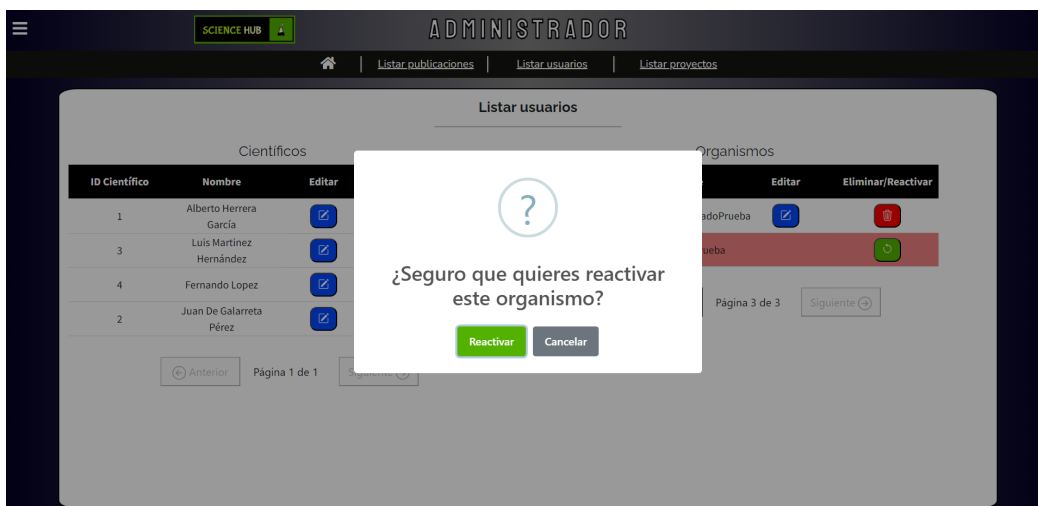 SCIENCE HUB
ADMINISTRADOR
Listar publicaciones
Listar usuarios
Listar proyectos
Listar usuarios
Científicos
Organismos
ID Científico Nombre Editar
Editar Eliminar/Reactivar
1 Alberto Herrera
García
3 Luis Martinez
Hernández
4 Fernando Lopez
2 Juan De Galarreta
Pérez
Anterior Página 1 de 1
¿Seguro que quieres reactivar
este organismo?
Reactivar Cancelar
Página 3 de 3 Siguiente